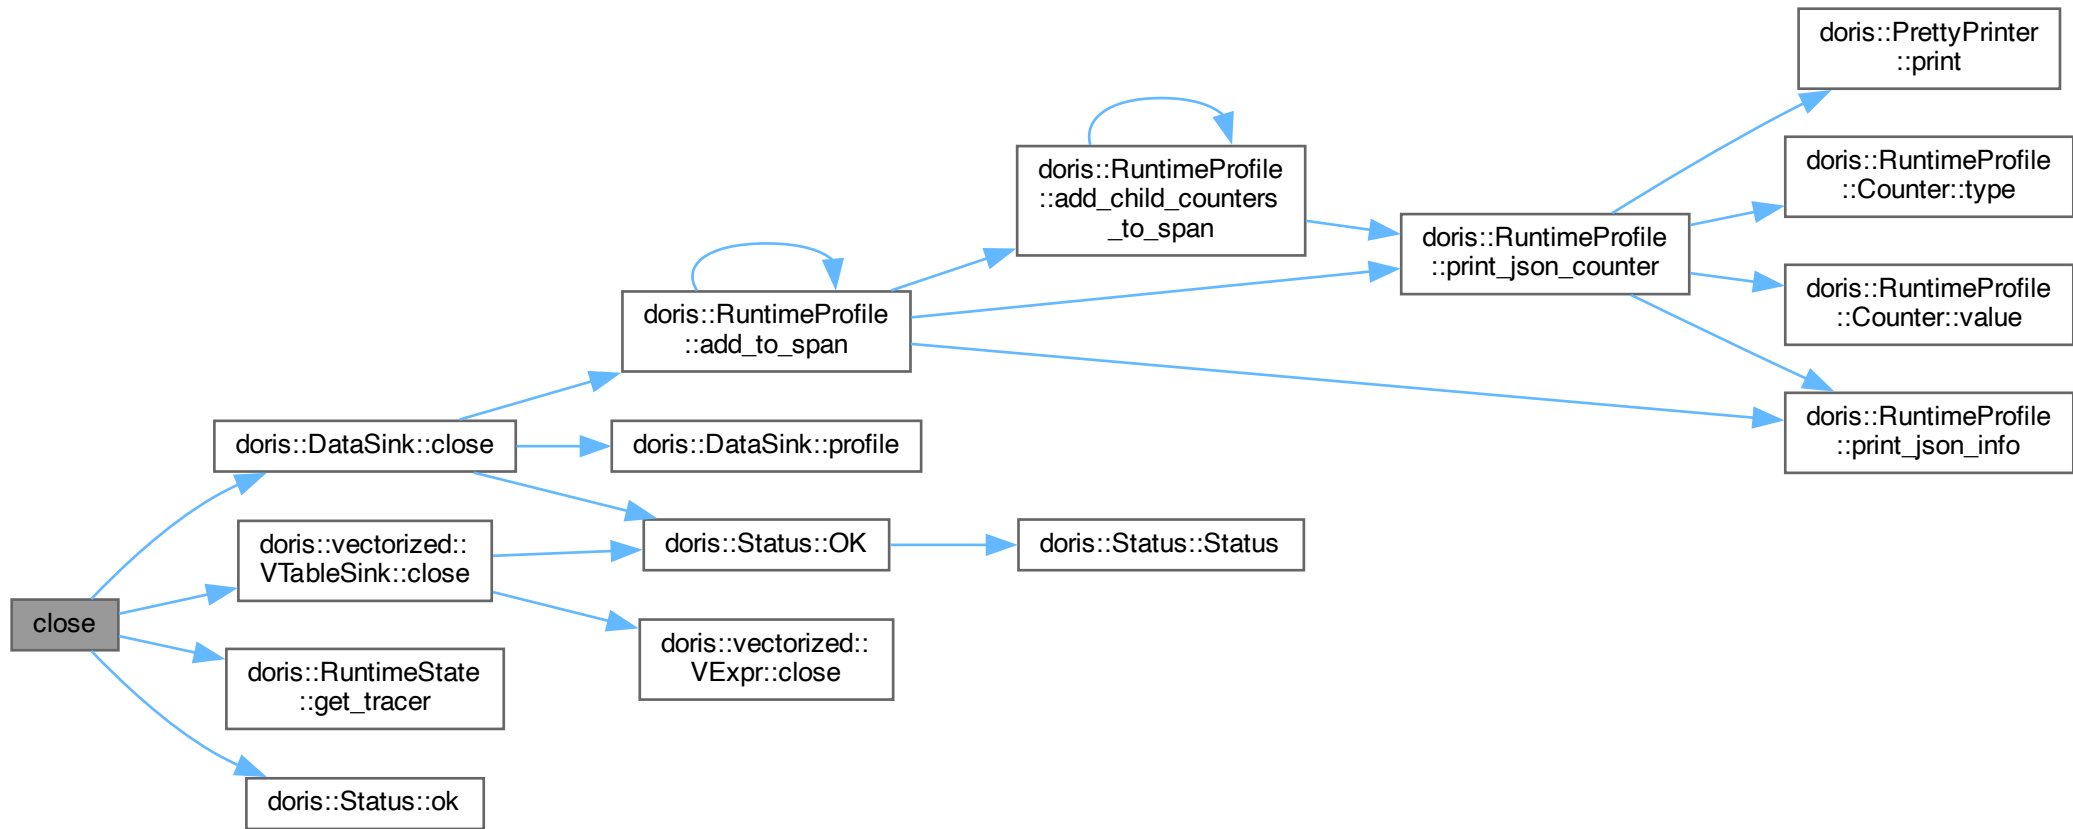 close
doris::DataSink::close
doris::vectorized::
VTableSink::close
doris::RuntimeState
::get_tracer
doris::Status::ok
doris::RuntimeProfile
::add_to_span
doris::DataSink::profile
doris::Status::OK
doris::vectorized::
VExpr::close
doris::RuntimeProfile
::add_child_counters
_to_span
doris::Status::Status
doris::RuntimeProfile
::print_json_counter
doris::PrettyPrinter
::print
doris::RuntimeProfile
::Counter::type
doris::RuntimeProfile
::Counter::value
doris::RuntimeProfile
::print_json_info